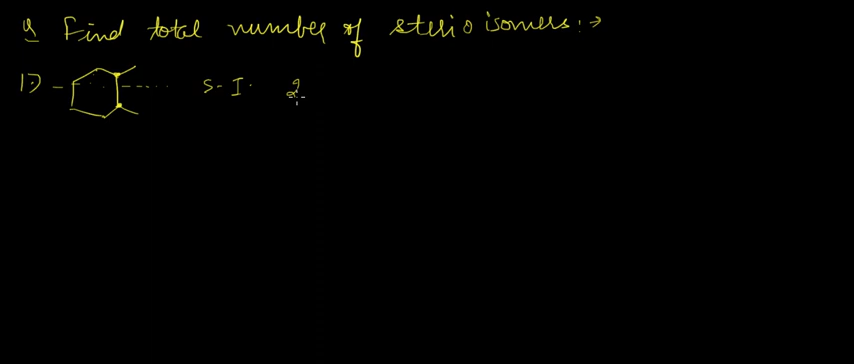 Q Find total number of sterio isomers :→
1.) S.I. 2